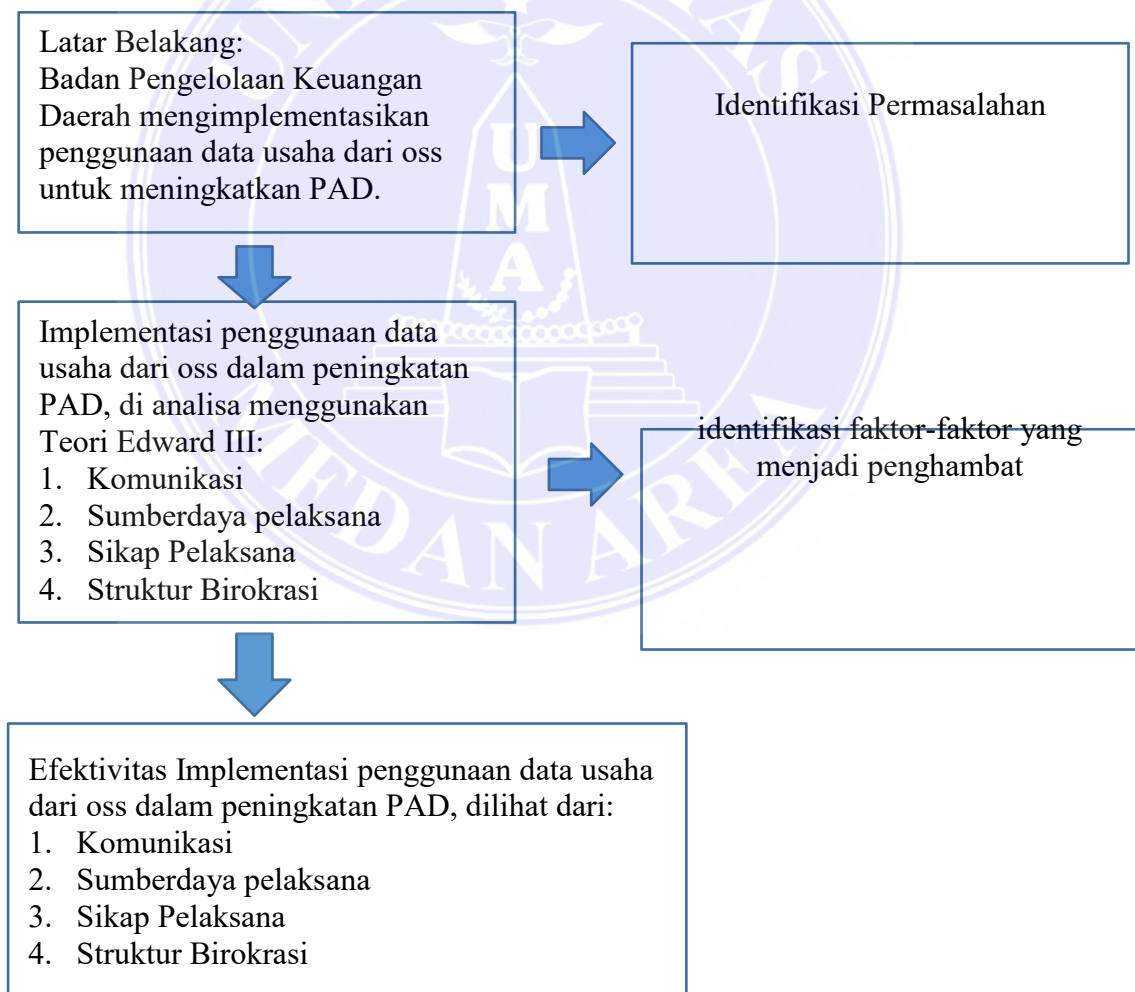 Latar Belakang:
Badan Pengelolaan Keuangan
Daerah mengimplementasikan
penggunaan data usaha dari oss
untuk meningkatkan PAD.
Identifikasi Permasalahan
Implementasi penggunaan data
usaha dari oss dalam peningkatan
PAD, di analisa menggunakan
Teori Edward III:
1. Komunikasi
2. Sumberdaya pelaksana
3. Sikap Pelaksana
4. Struktur Birokrasi
identifikasi faktor-faktor yang
menjadi penghambat
Efektivitas Implementasi penggunaan data usaha
dari oss dalam peningkatan PAD, dilihat dari:
1. Komunikasi
2. Sumberdaya pelaksana
3. Sikap Pelaksana
4. Struktur Birokrasi
UMA
MEDAN AREA